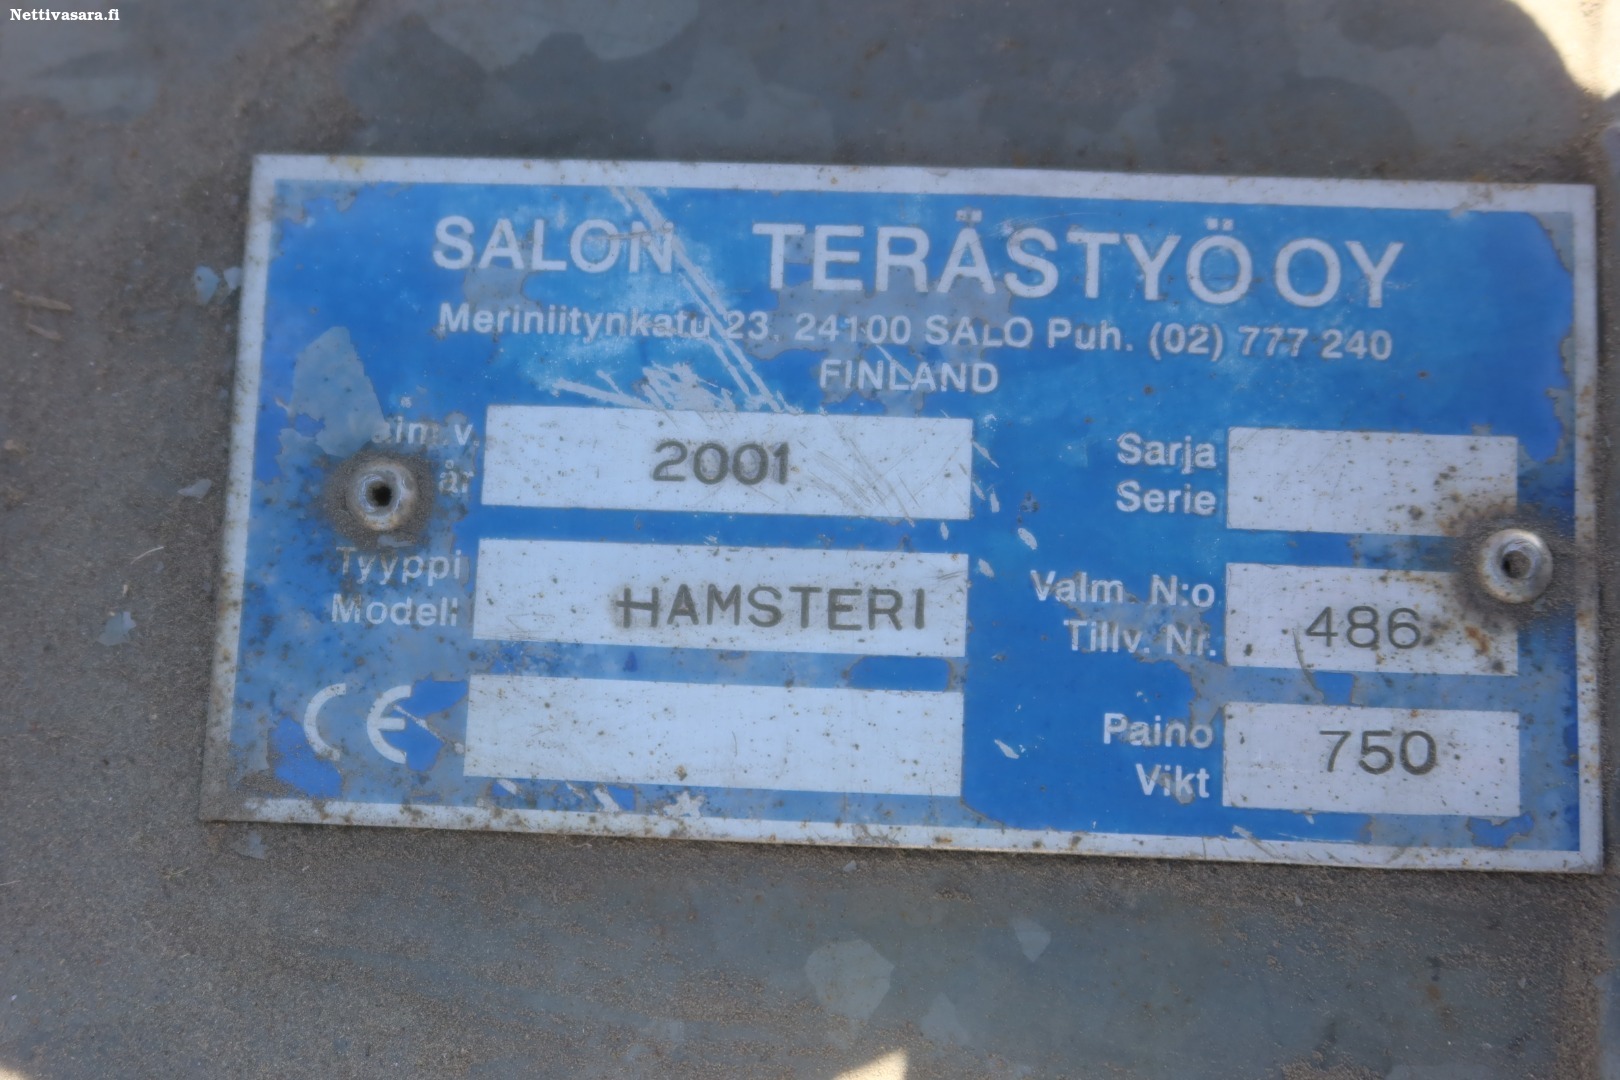 Nettivasara.fi
SALON TERÄSTYÖ OY
Meriniitynkatu 23, 24100 SALO Puh. (02) 777 240
FINLAND
2001
Sarja
Serie
Tyyppi
Modell:
HAMSTERI
Valm. N:o
Tillv. Nr.
486
CE
Paino
Vikt
750